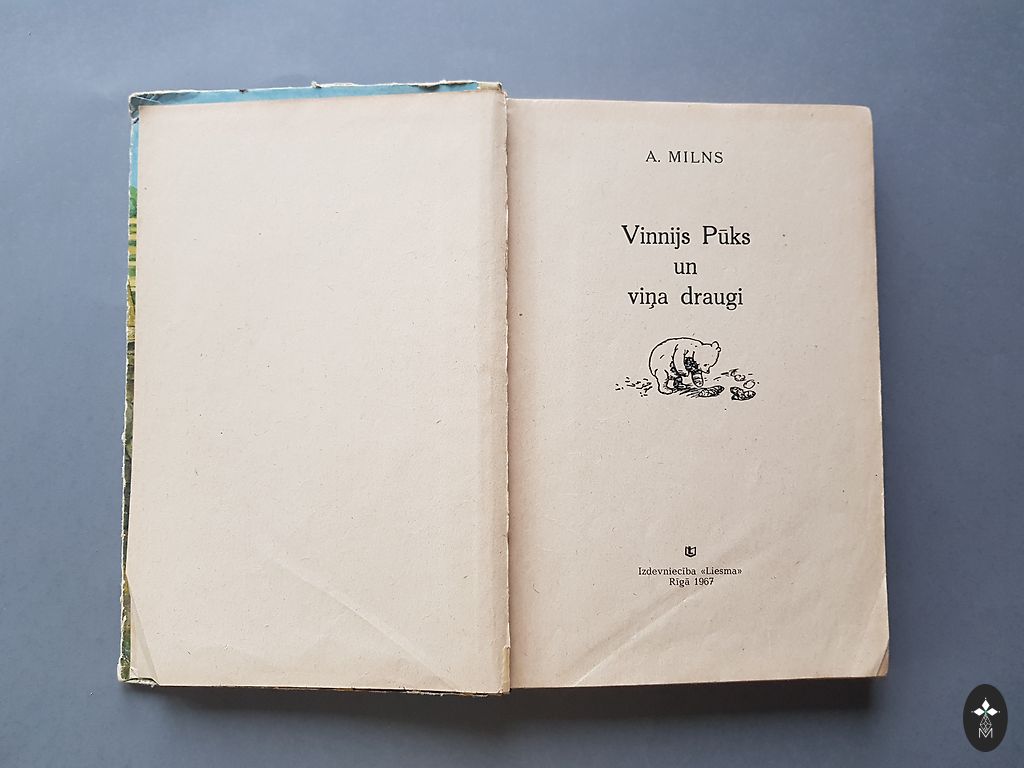 A. MILNS
Vinnijs Pūks
un
viņa draugi
Izdevniecība «Liesma»
Rīgā 1967
M